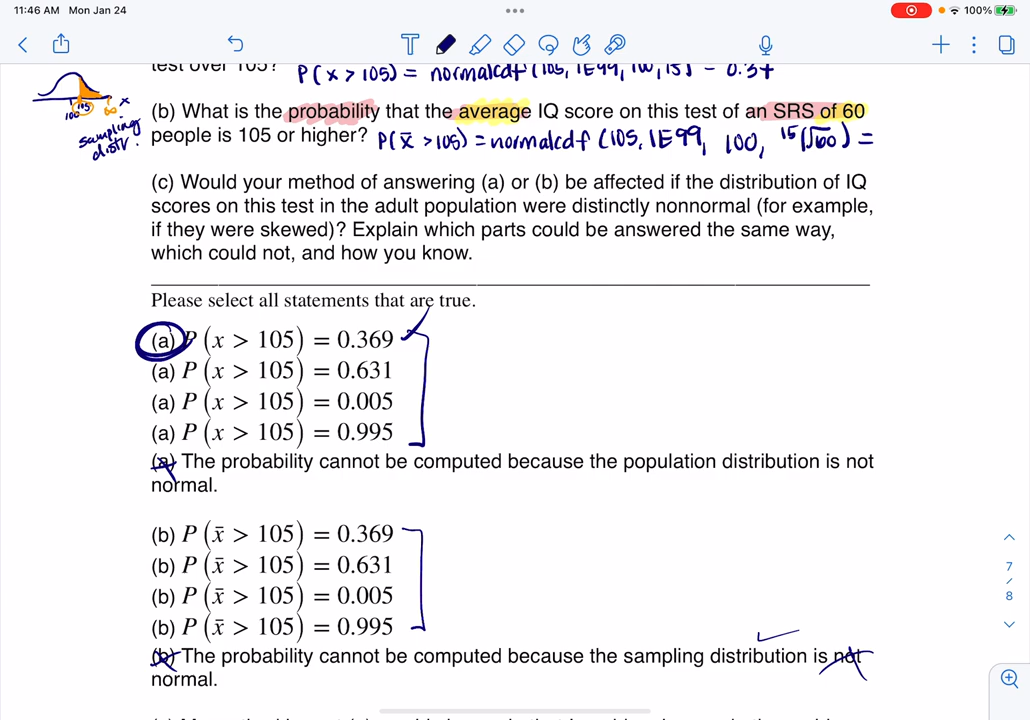 11:46 AM Mon Jan 24
100%
test over 105? P(x > 105) = normalcdf (105, 1E99, 100, 15) = 0.37
100 105 60 x
(b) What is the probability that the average IQ score on this test of an SRS of 60
sampling distr.
people is 105 or higher? P(x̄ > 105) = normalcdf (105, 1E99, 100, 15/√60) =
(c) Would your method of answering (a) or (b) be affected if the distribution of IQ
scores on this test in the adult population were distinctly nonnormal (for example,
if they were skewed)? Explain which parts could be answered the same way,
which could not, and how you know.
Please select all statements that are true.
(a) P (x > 105) = 0.369
(a) P (x > 105) = 0.631
(a) P (x > 105) = 0.005
(a) P (x > 105) = 0.995
(a) The probability cannot be computed because the population distribution is not
normal.
(b) P (x̄ > 105) = 0.369
(b) P (x̄ > 105) = 0.631
(b) P (x̄ > 105) = 0.005
(b) P (x̄ > 105) = 0.995
(b) The probability cannot be computed because the sampling distribution is not
normal.
7
/
8